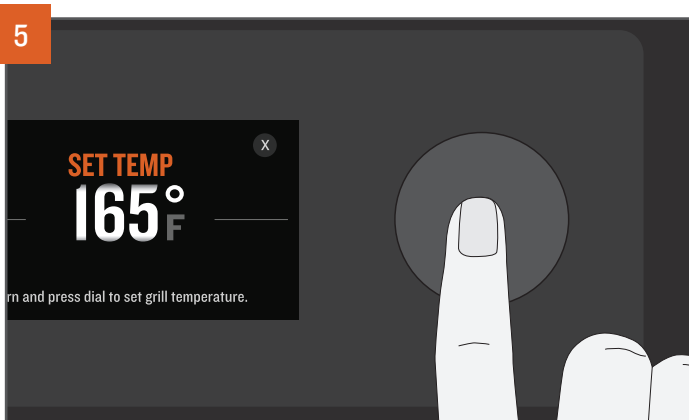 5
X
SET TEMP
165°F
rn and press dial to set grill temperature.